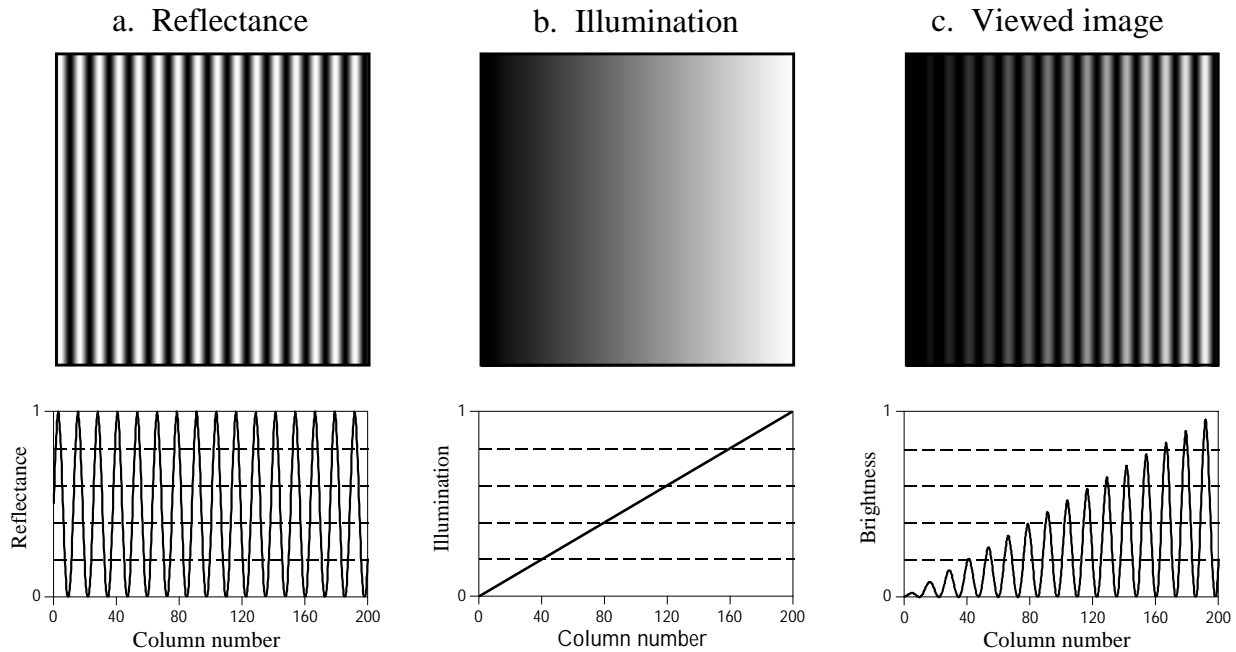 a.  Reflectance
b.  Illumination
c.  Viewed image
1
Reflectance
0
0 40 80 120 160 200
Column number
1
Illumination
0
0 40 80 120 160 200
Column number
1
Brightness
0
0 40 80 120 160 200
Column number